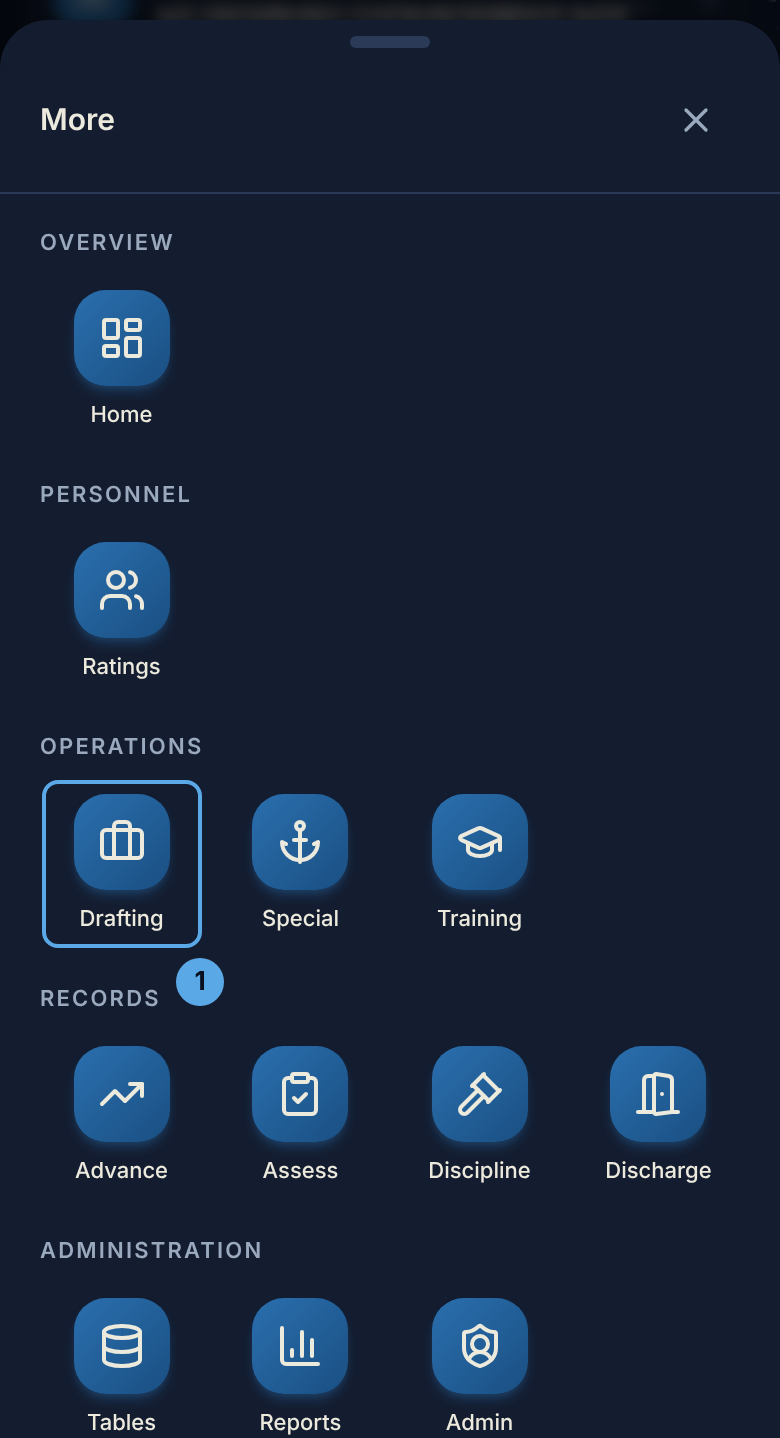 More
OVERVIEW
Home
PERSONNEL
Ratings
OPERATIONS
Drafting Special Training
1
RECORDS
Advance Assess Discipline Discharge
ADMINISTRATION
Tables Reports Admin